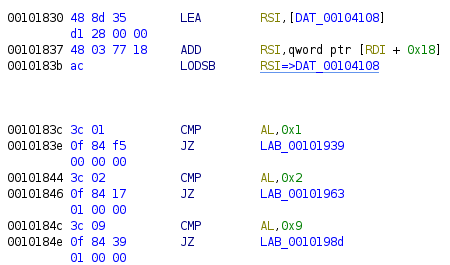 00101830 48 8d 35 LEA RSI,[DAT_00104108]
d1 28 00 00
00101837 48 03 77 18 ADD RSI,qword ptr [RDI + 0x18]
0010183b ac LODSB RSI=>DAT_00104108
0010183c 3c 01 CMP AL,0x1
0010183e 0f 84 f5 JZ LAB_00101939
00 00 00
00101844 3c 02 CMP AL,0x2
00101846 0f 84 17 JZ LAB_00101963
01 00 00
0010184c 3c 09 CMP AL,0x9
0010184e 0f 84 39 JZ LAB_0010198d
01 00 00